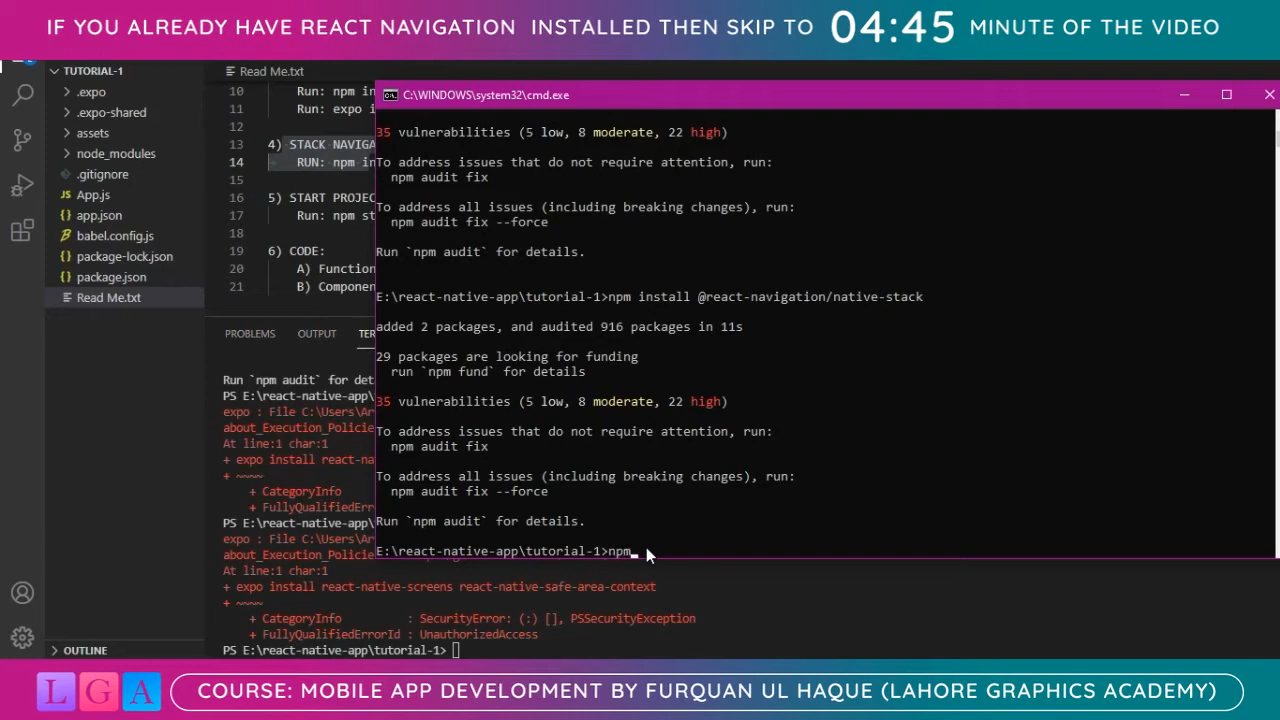 IF YOU ALREADY HAVE REACT NAVIGATION INSTALLED THEN SKIP TO 04:45 MINUTE OF THE VIDEO
TUTORIAL-1
.expo
.expo-shared
assets
node_modules
.gitignore
App.js
app.json
babel.config.js
package-lock.json
package.json
Read Me.txt
OUTLINE
Read Me.txt
10 Run: npm in
11 Run: expo i
12
13 4) STACK NAVIGA
14 RUN: npm in
15
16 5) START PROJEC
17 Run: npm st
18
19 6) CODE:
20 A) Function
21 B) Componen
PROBLEMS OUTPUT TER
Run `npm audit` for det
PS E:\react-native-app\
expo : File C:\Users\Ar
about_Execution_Policie
At line:1 char:1
+ expo install react-na
+ ~~~~
+ CategoryInfo
+ FullyQualifiedErr
PS E:\react-native-app\
expo : File C:\Users\Ar
about_Execution_Policie
At line:1 char:1
+ expo install react-native-screens react-native-safe-area-context
+ ~~~~
+ CategoryInfo : SecurityError: (:) [], PSSecurityException
+ FullyQualifiedErrorId : UnauthorizedAccess
PS E:\react-native-app\tutorial-1>
C:\WINDOWS\system32\cmd.exe
35 vulnerabilities (5 low, 8 moderate, 22 high)
To address issues that do not require attention, run:
npm audit fix
To address all issues (including breaking changes), run:
npm audit fix --force
Run `npm audit` for details.
E:\react-native-app\tutorial-1>npm install @react-navigation/native-stack
added 2 packages, and audited 916 packages in 11s
29 packages are looking for funding
run `npm fund` for details
35 vulnerabilities (5 low, 8 moderate, 22 high)
To address issues that do not require attention, run:
npm audit fix
To address all issues (including breaking changes), run:
npm audit fix --force
Run `npm audit` for details.
E:\react-native-app\tutorial-1>npm_
LGA COURSE: MOBILE APP DEVELOPMENT BY FURQUAN UL HAQUE (LAHORE GRAPHICS ACADEMY)